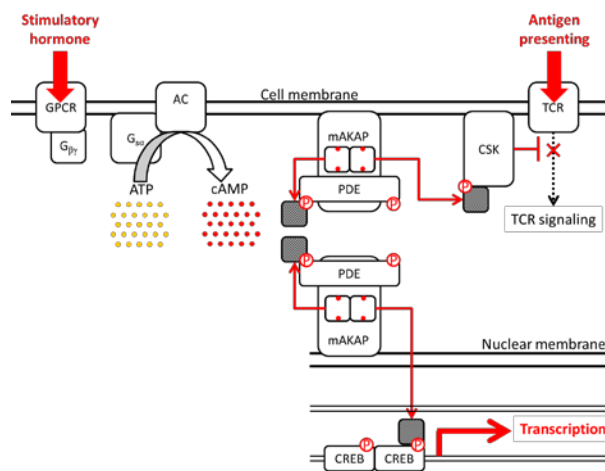 Stimulatory
hormone
Antigen
presenting
GPCR
AC
Cell membrane
TCR
Gβγ
Gsα
mAKAP
CSK
PDE
P
P
P
ATP
cAMP
TCR signaling
P
P
PDE
mAKAP
Nuclear membrane
P
P
CREB
CREB
Transcription